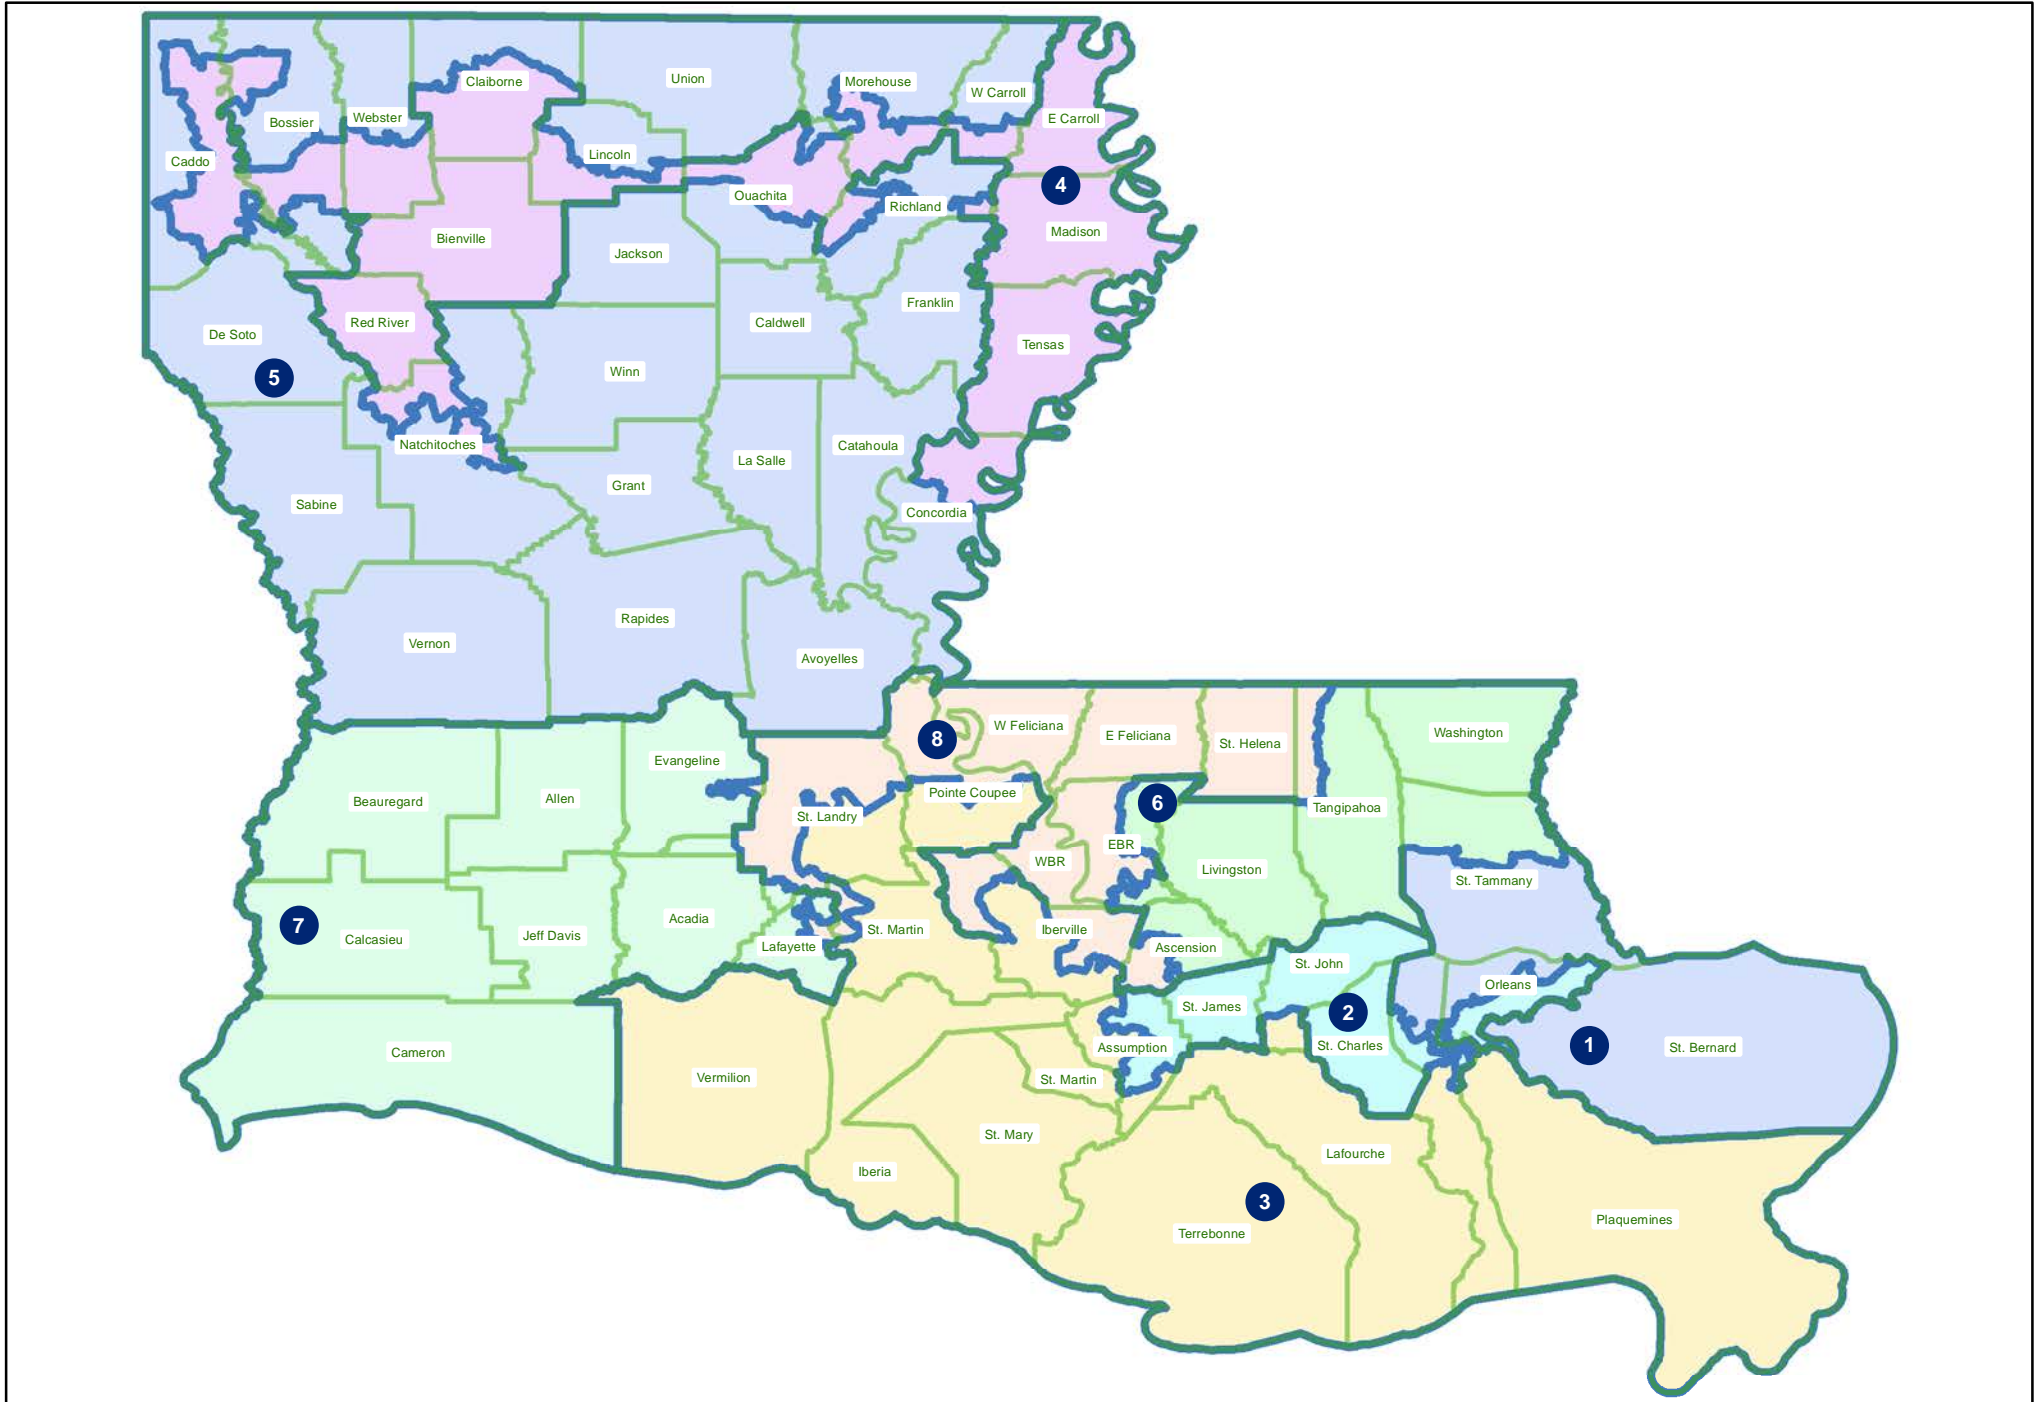 Union
Claiborne
Morehouse
W Carroll
Webster
Bossier
E Carroll
Lincoln
Caddo
4
Ouachita
Richland
Madison
Bienville
Jackson
Franklin
Red River
Caldwell
De Soto
Tensas
Winn
5
Natchitoches
Catahoula
La Salle
Grant
Sabine
Concordia
Rapides
Vernon
Avoyelles
W Feliciana
Washington
E Feliciana
8
St. Helena
Evangeline
Pointe Coupee
Allen
Beauregard
6
Tangipahoa
St. Landry
EBR
WBR
Livingston
St. Tammany
Acadia
7
St. Martin
Iberville
Jeff Davis
Calcasieu
Lafayette
Ascension
St. John
Orleans
St. James
2
St. Charles
1
St. Bernard
Assumption
Cameron
Vermilion
St. Martin
St. Mary
Lafourche
Iberia
3
Plaquemines
Terrebonne